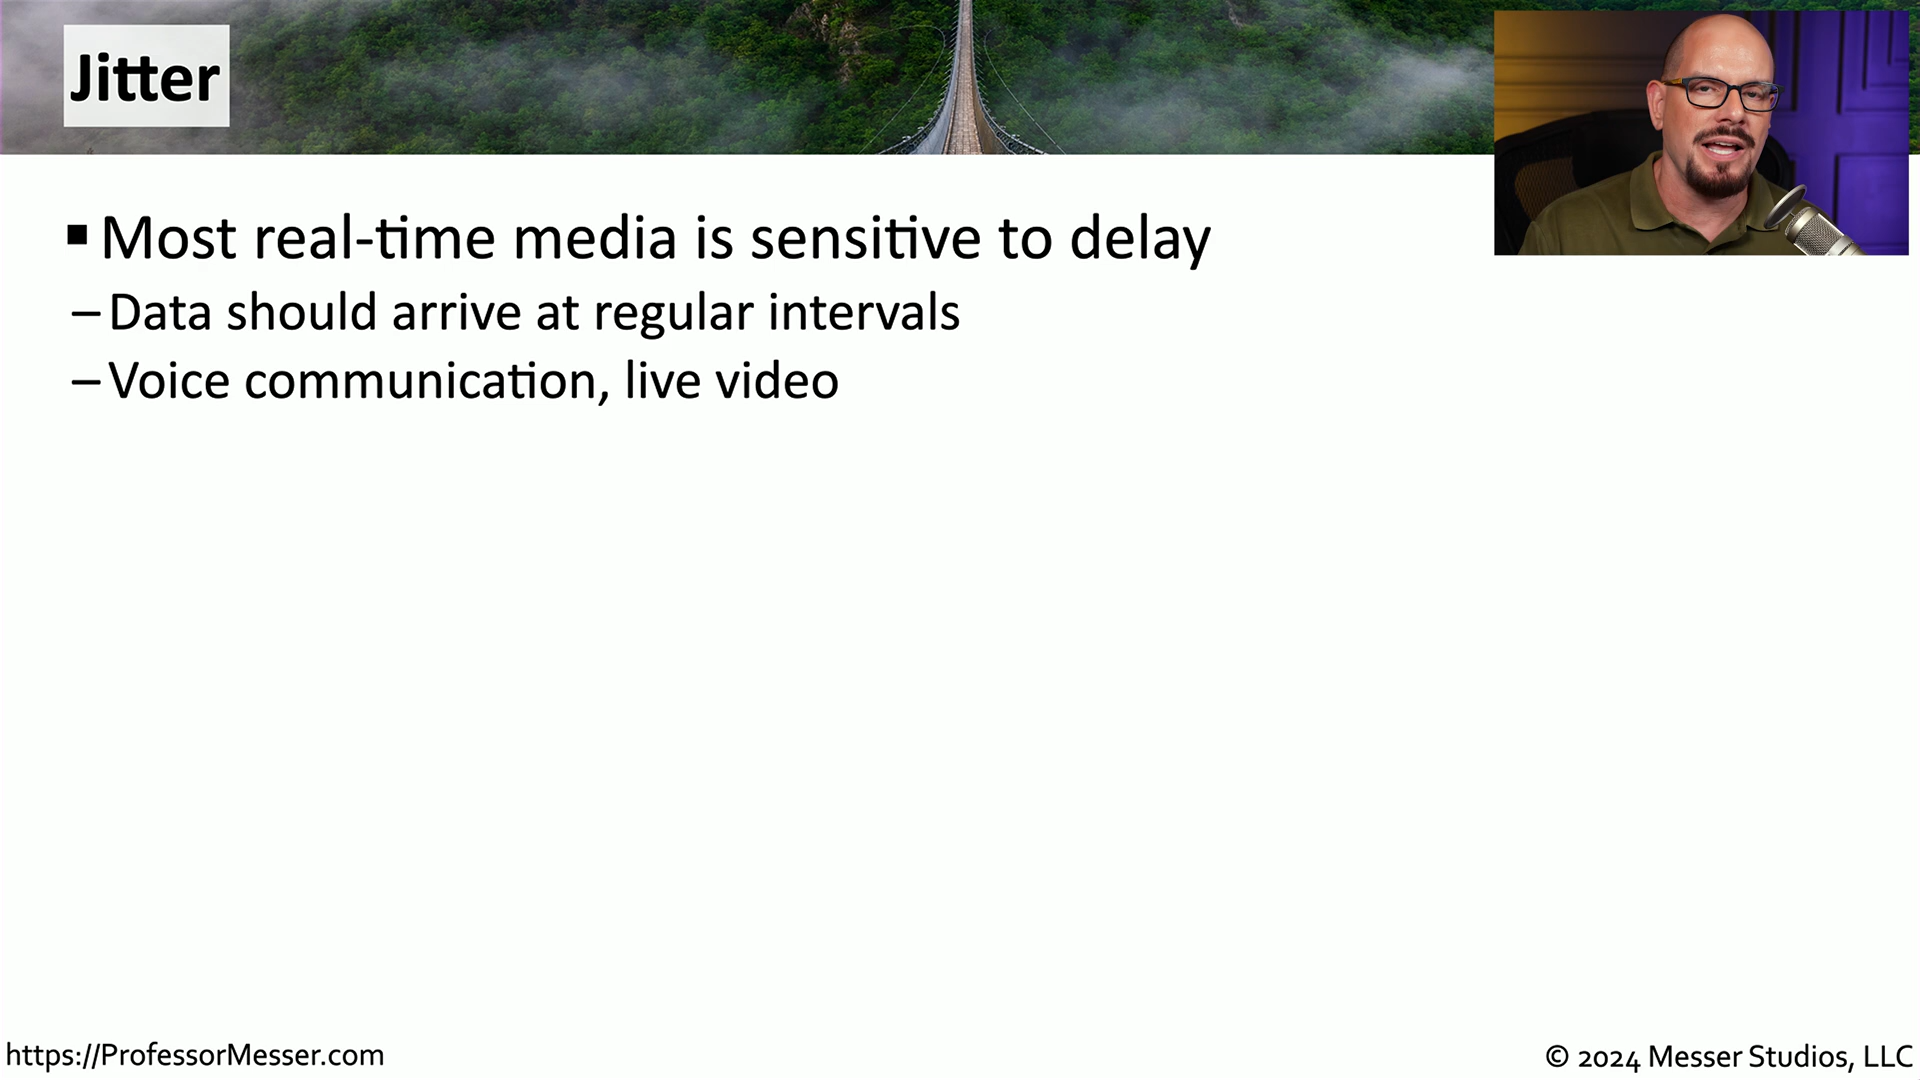 Jitter
▪ Most real-time media is sensitive to delay
– Data should arrive at regular intervals
– Voice communication, live video
https://ProfessorMesser.com
© 2024 Messer Studios, LLC